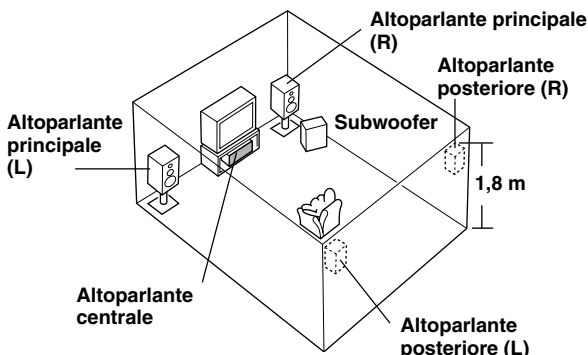 Altoparlante principale
(R)
Altoparlante
posteriore (R)
Subwoofer
Altoparlante
principale
(L)
1,8 m
Altoparlante
centrale
Altoparlante
posteriore (L)